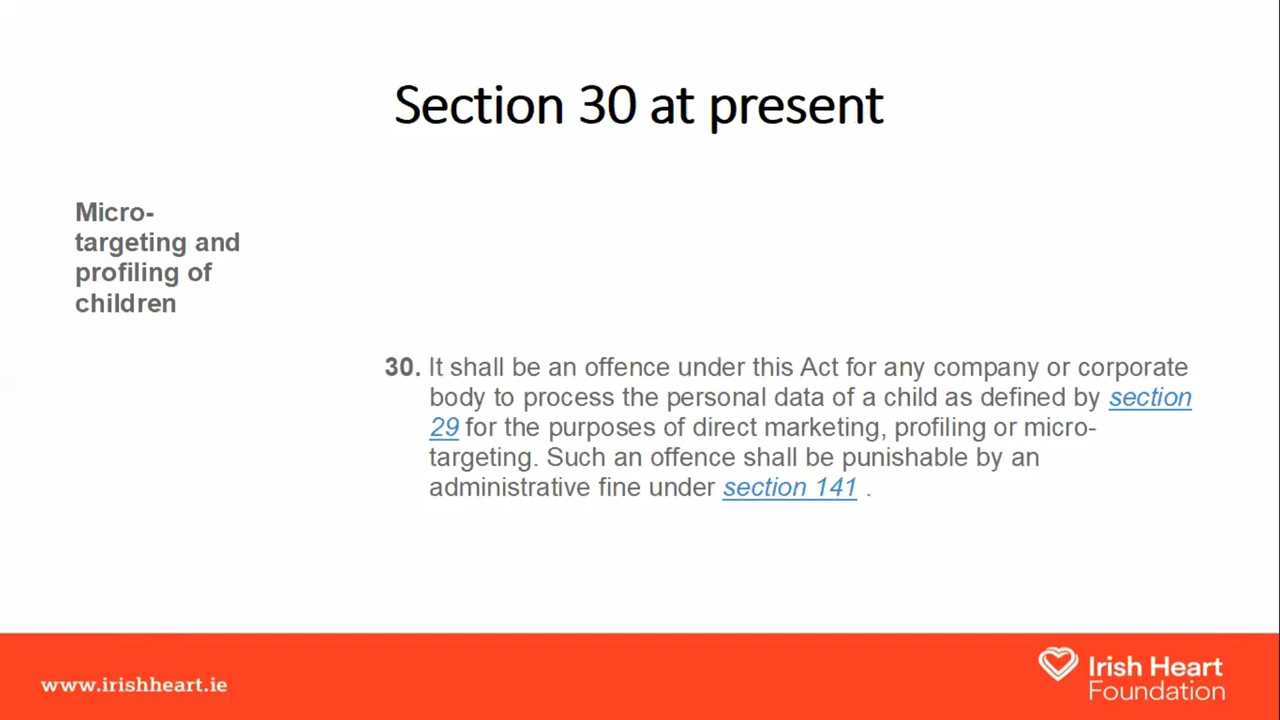 Section 30 at present
Micro-
targeting and
profiling of
children
30. It shall be an offence under this Act for any company or corporate
body to process the personal data of a child as defined by section
29 for the purposes of direct marketing, profiling or micro-
targeting. Such an offence shall be punishable by an
administrative fine under section 141 .
www.irishheart.ie
Irish Heart
Foundation